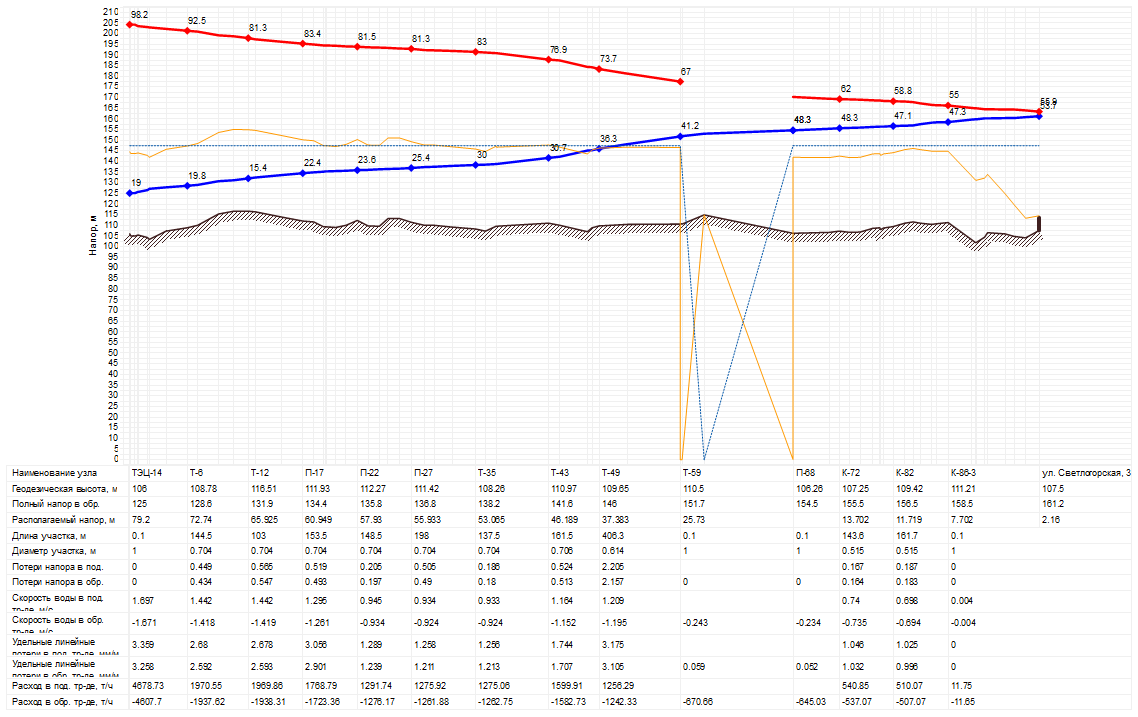 210
205
200
195
190
185
180
175
170
165
160
155
150
145
140
135
130
125
120
115
110
105
100
95
90
85
80
75
70
65
60
55
50
45
40
35
30
25
20
15
10
5
0
Напор, м
98.2 92.5 81.3 83.4 81.5 81.3 83 76.9 73.7 67 62 58.8 55
19 19.8 15.4 22.4 23.6 25.4 30 30.7 36.3 41.2 48.3 48.3 47.1 47.3 53.7
Наименование узла ТЭЦ-14 Т-6 Т-12 П-17 П-22 П-27 Т-35 Т-43 Т-49 Т-59 П-68 К-72 К-82 К-86-3 ул. Светлогорская, 3
Геодезическая высота, м 106 108.78 116.51 111.93 112.27 111.42 108.26 110.97 109.65 110.5 106.26 107.25 109.42 111.21 107.5
Полный напор в обр. 125 128.6 131.9 134.4 135.8 136.8 138.2 141.6 146 151.7 154.5 155.5 156.5 158.5 161.2
Располагаемый напор, м 79.2 72.74 65.925 60.949 57.93 55.933 53.065 46.189 37.383 25.73 13.702 11.719 7.702 2.16
Длина участка, м 0.1 144.5 103 153.5 148.5 198 137.5 161.5 406.3 0.1 0.1 143.6 161.7 0.1
Диаметр участка, м 1 0.704 0.704 0.704 0.704 0.704 0.704 0.706 0.614 1 1 0.515 0.515 1
Потери напора в под. 0 0.449 0.565 0.519 0.205 0.505 0.186 0.524 2.205 0.167 0.187 0
Потери напора в обр. 0 0.434 0.547 0.493 0.197 0.49 0.18 0.513 2.157 0 0 0.164 0.183 0
Скорость воды в под. тр-де, м/с 1.697 1.442 1.442 1.295 0.945 0.934 0.933 1.164 1.209 0.74 0.698 0.004
Скорость воды в обр. тр-де, м/с -1.671 -1.418 -1.419 -1.261 -0.934 -0.924 -0.924 -1.152 -1.195 -0.243 -0.234 -0.735 -0.694 -0.004
Удельные линейные потери в под. тр-де, мм/м 3.359 2.68 2.678 3.056 1.289 1.258 1.256 1.744 3.175 1.046 1.025 0
Удельные линейные потери в обр. тр-де, мм/м 3.258 2.592 2.593 2.901 1.239 1.211 1.213 1.707 3.105 0.059 0.052 1.032 0.996 0
Расход в под. тр-де, т/ч 4678.73 1970.55 1969.86 1768.79 1291.74 1275.92 1275.06 1599.91 1256.29 540.85 510.07 11.75
Расход в обр. тр-де, т/ч -4607.7 -1937.62 -1938.31 -1723.36 -1276.17 -1261.88 -1262.75 -1582.73 -1242.33 -670.66 -645.03 -537.07 -507.07 -11.65